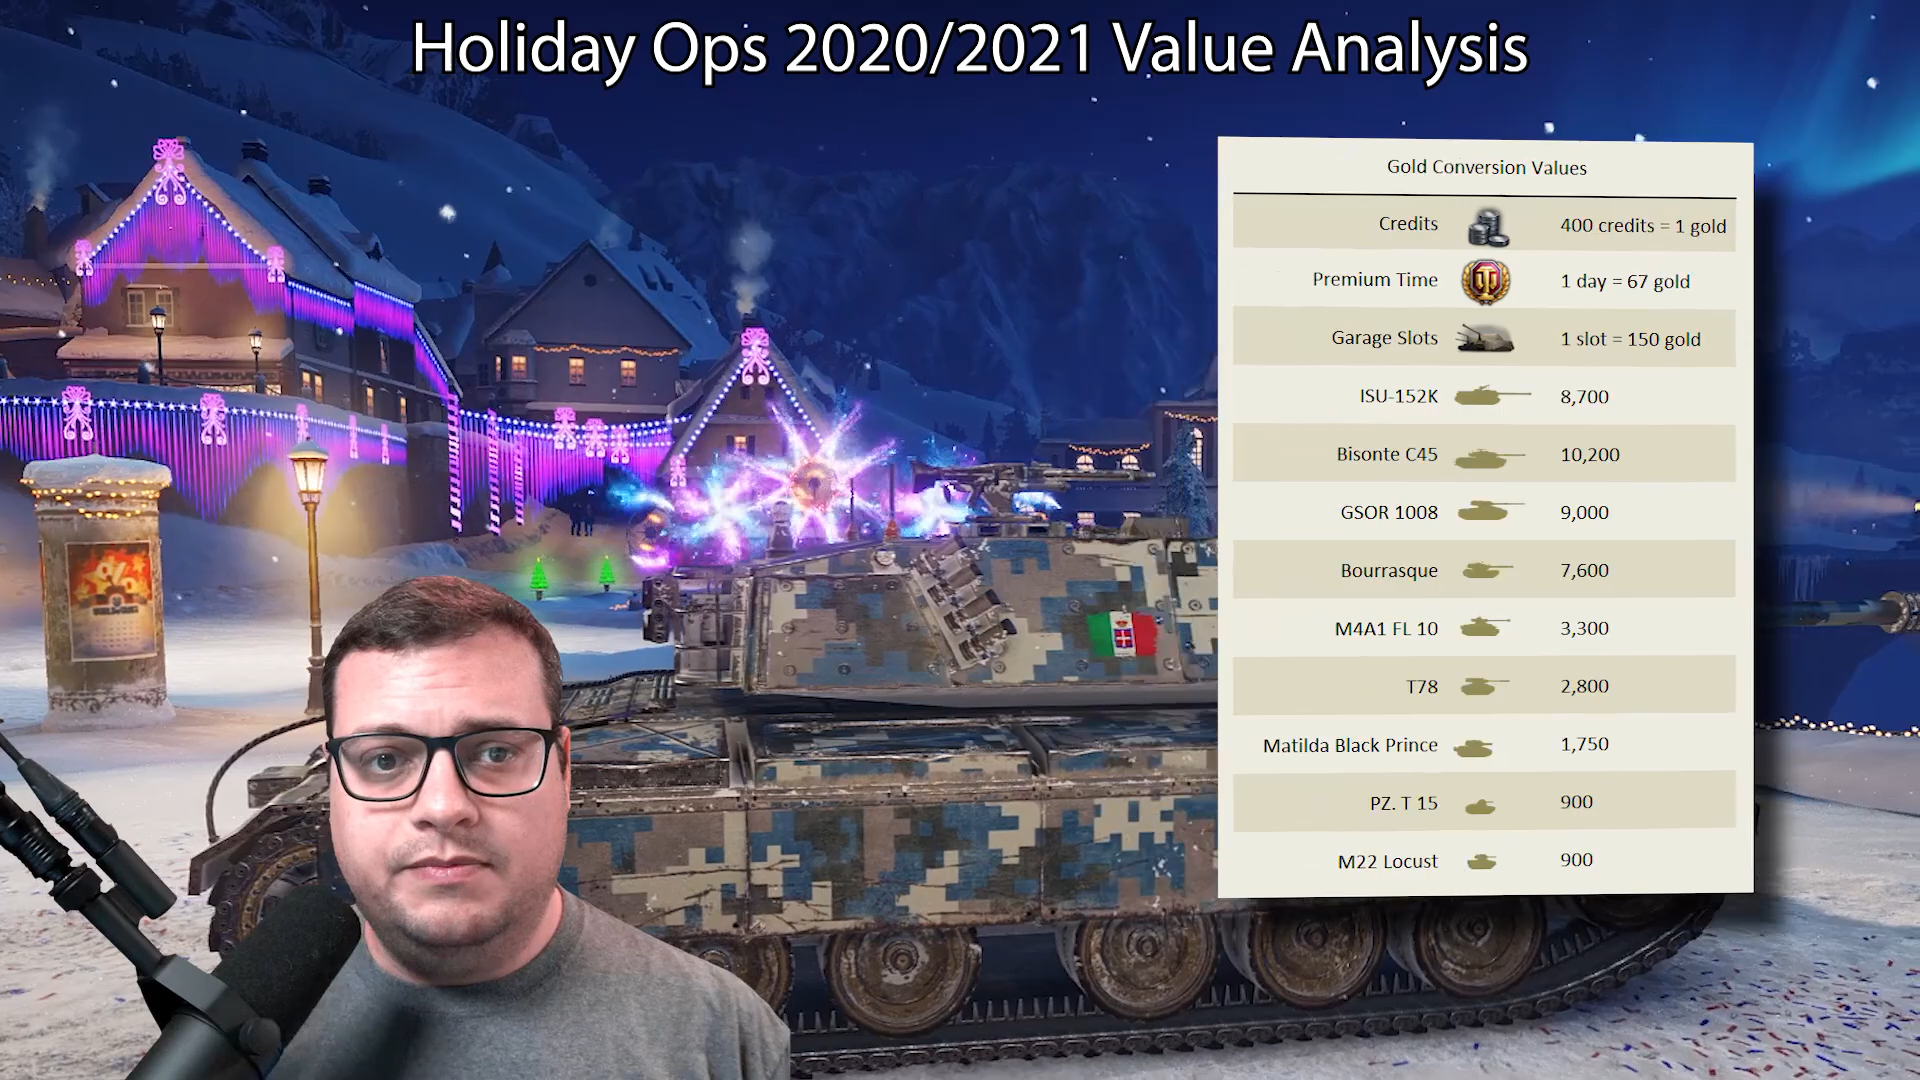 Holiday Ops 2020/2021 Value Analysis
Gold Conversion Values
Credits 400 credits = 1 gold
Premium Time 1 day = 67 gold
Garage Slots 1 slot = 150 gold
ISU-152K 8,700
Bisonte C45 10,200
GSOR 1008 9,000
Bourrasque 7,600
M4A1 FL 10 3,300
T78 2,800
Matilda Black Prince 1,750
PZ. T 15 900
M22 Locust 900